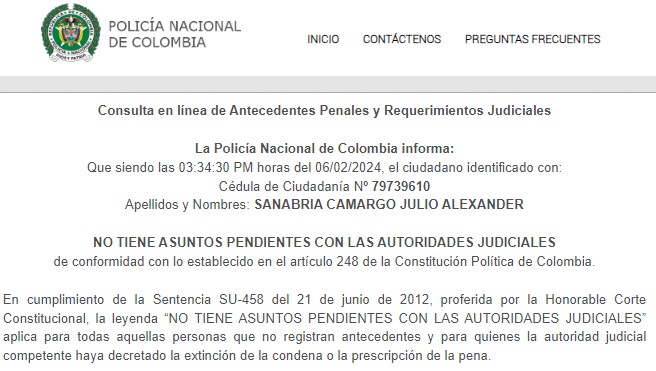 POLICÍA NACIONAL
DE COLOMBIA
INICIO CONTÁCTENOS PREGUNTAS FRECUENTES
Consulta en línea de Antecedentes Penales y Requerimientos Judiciales
La Policía Nacional de Colombia informa:
Que siendo las 03:34:30 PM horas del 06/02/2024, el ciudadano identificado con:
Cédula de Ciudadanía Nº 79739610
Apellidos y Nombres: SANABRIA CAMARGO JULIO ALEXANDER
NO TIENE ASUNTOS PENDIENTES CON LAS AUTORIDADES JUDICIALES
de conformidad con lo establecido en el artículo 248 de la Constitución Política de Colombia.
En cumplimiento de la Sentencia SU-458 del 21 de junio de 2012, proferida por la Honorable Corte
Constitucional, la leyenda “NO TIENE ASUNTOS PENDIENTES CON LAS AUTORIDADES JUDICIALES”
aplica para todas aquellas personas que no registran antecedentes y para quienes la autoridad judicial
competente haya decretado la extinción de la condena o la prescripción de la pena.